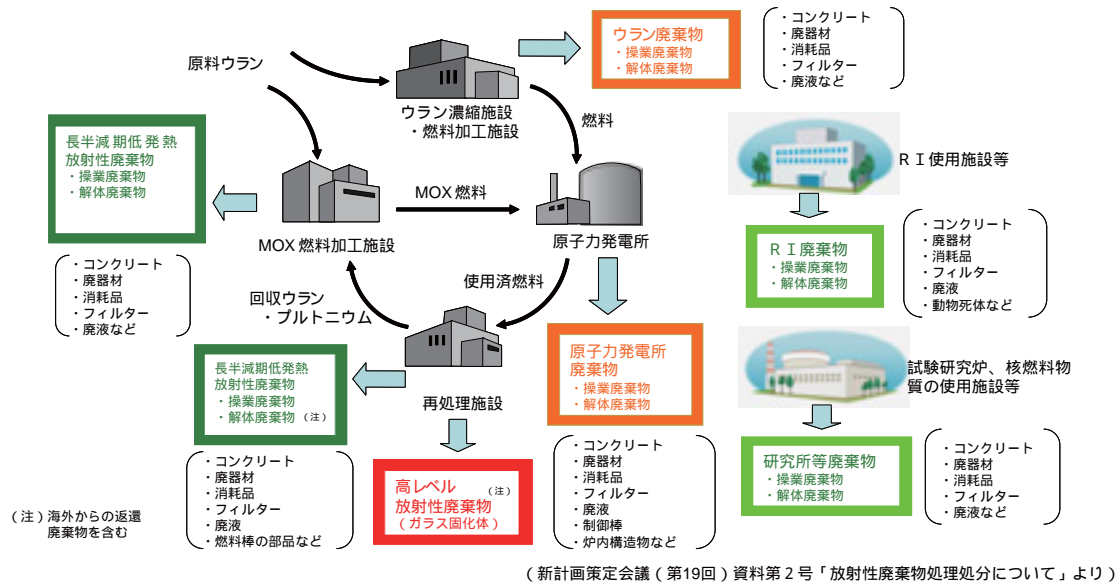 原料ウラン
ウラン濃縮施設
・燃料加工施設
ウラン廃棄物
・操業廃棄物
・解体廃棄物
・コンクリート
・廃器材
・消耗品
・フィルター
・廃液など
燃料
長半減期低発熱
放射性廃棄物
・操業廃棄物
・解体廃棄物
・コンクリート
・廃器材
・消耗品
・フィルター
・廃液など
MOX燃料加工施設
MOX燃料
原子力発電所
使用済燃料
回収ウラン
・プルトニウム
再処理施設
長半減期低発熱
放射性廃棄物
・操業廃棄物
・解体廃棄物(注)
・コンクリート
・廃器材
・消耗品
・フィルター
・廃液
・燃料棒の部品など
高レベル(注)
放射性廃棄物
(ガラス固化体)
原子力発電所
廃棄物
・操業廃棄物
・解体廃棄物
・コンクリート
・廃器材
・消耗品
・フィルター
・廃液
・制御棒
・炉内構造物など
RI使用施設等
RI廃棄物
・操業廃棄物
・解体廃棄物
・コンクリート
・廃器材
・消耗品
・フィルター
・廃液
・動物死体など
試験研究炉、核燃料物
質の使用施設等
研究所等廃棄物
・操業廃棄物
・解体廃棄物
・コンクリート
・廃器材
・消耗品
・フィルター
・廃液など
(注)海外からの返還
廃棄物を含む
(新計画策定会議(第19回)資料第2号「放射性廃棄物処理処分について」より)